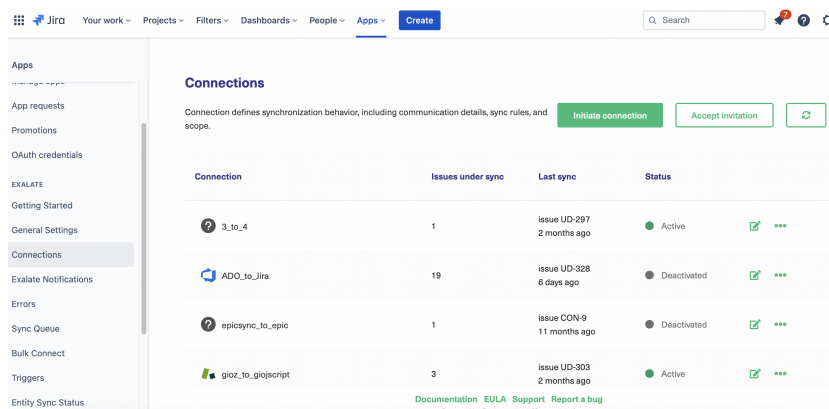 Jira Your work Projects Filters Dashboards People Apps Create Search 7
Apps
Manage apps
App requests
Promotions
OAuth credentials
EXALATE
Getting Started
General Settings
Connections
Exalate Notifications
Errors
Sync Queue
Bulk Connect
Triggers
Entity Sync Status
Connections
Connection defines synchronization behavior, including communication details, sync rules, and
scope.
Initiate connection Accept invitation
Connection Issues under sync Last sync Status
3_to_4 1 issue UD-297 Active
2 months ago
ADO_to_Jira 19 issue UD-328 Deactivated
6 days ago
epicsync_to_epic 1 issue CON-9 Deactivated
11 months ago
gioz_to_giojscript 3 issue UD-303 Active
2 months ago
Documentation EULA Support Report a bug